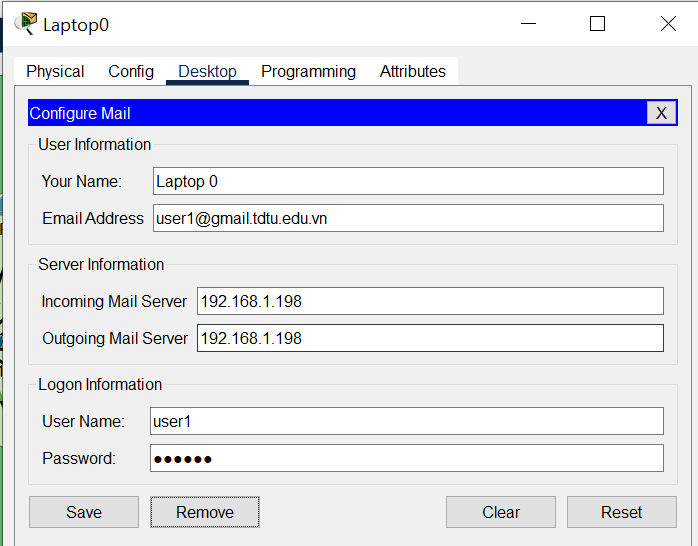 Laptop0
Physical Config Desktop Programming Attributes
Configure Mail X
User Information
Your Name: Laptop 0
Email Address user1@gmail.tdtu.edu.vn
Server Information
Incoming Mail Server 192.168.1.198
Outgoing Mail Server 192.168.1.198
Logon Information
User Name: user1
Password: ●●●●●●
Save Remove Clear Reset